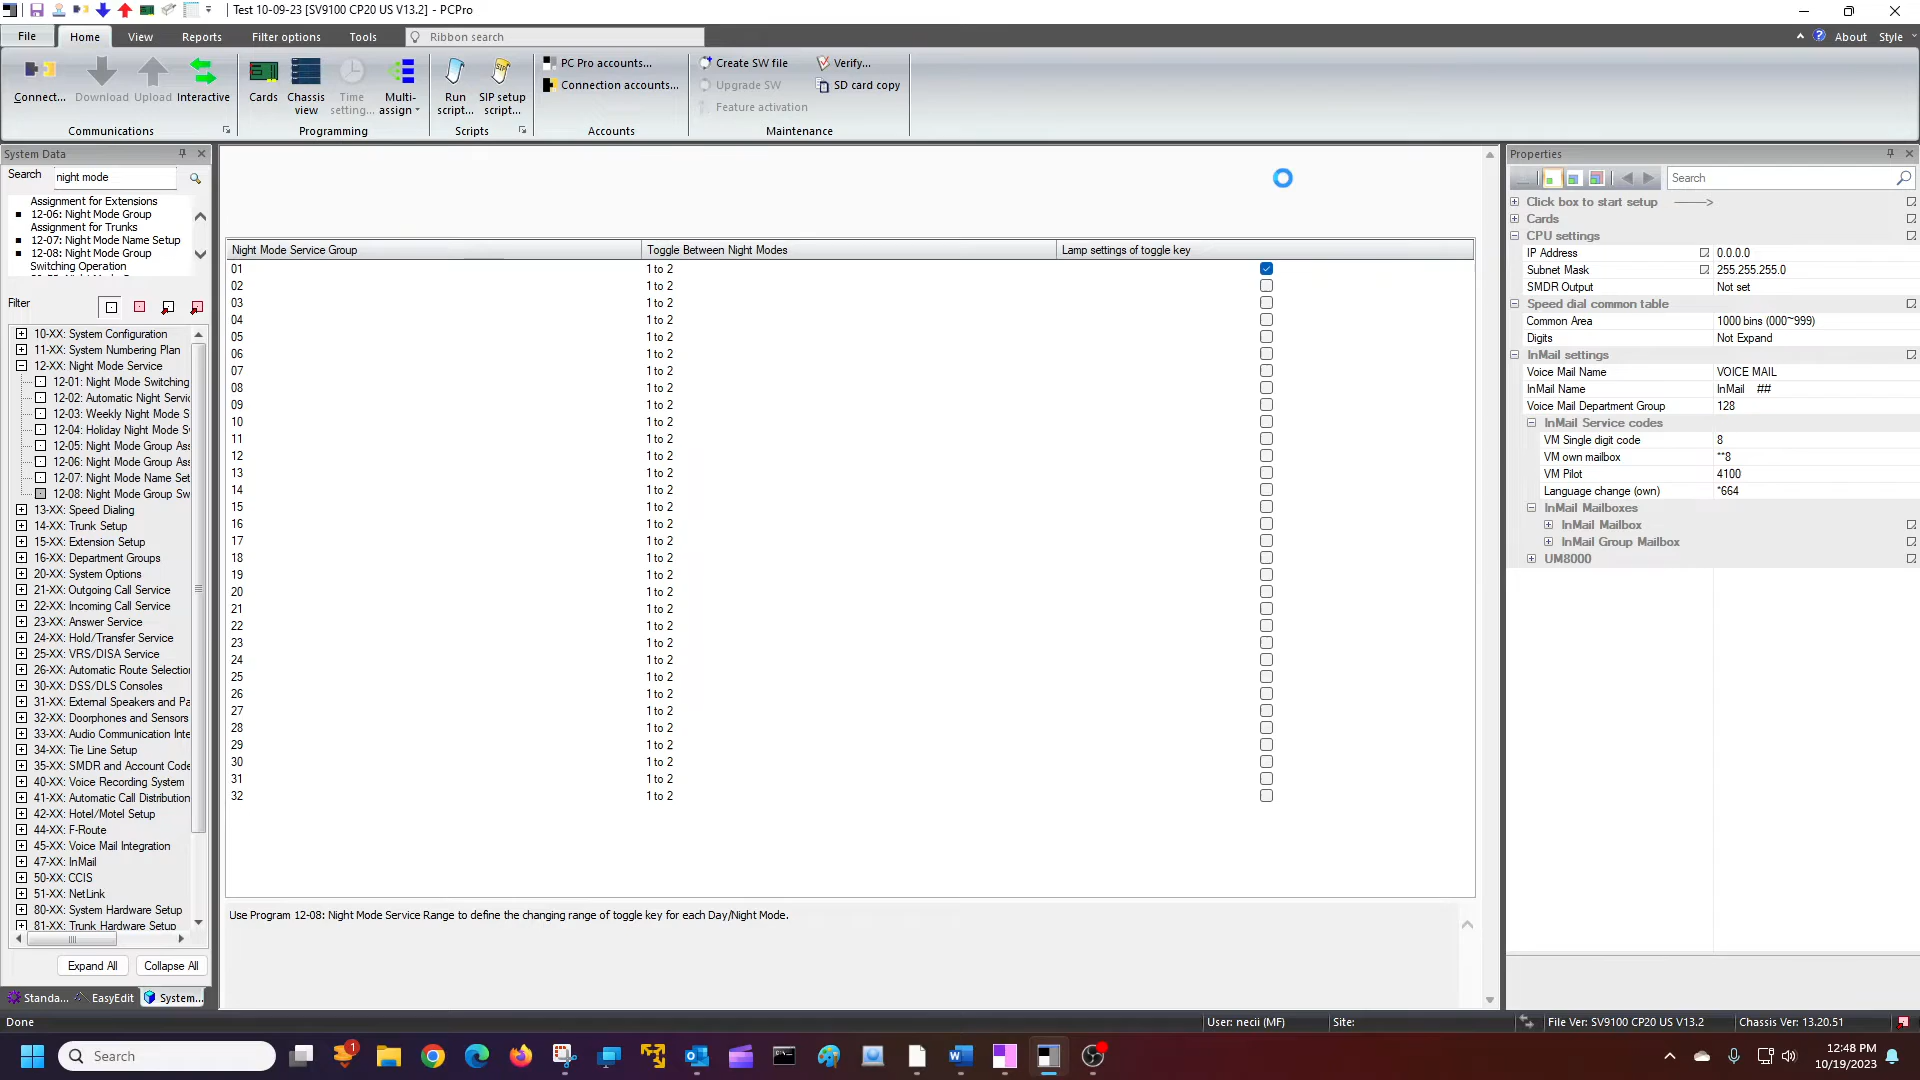 Test 10-09-23 [SV9100 CP20 US V13.2] - PCPro
File
Home
View
Reports
Filter options
Tools
Ribbon search
About
Style
Connect...
Download
Upload
Interactive
Communications
Cards
Chassis view
Time setting...
Multi-assign
Programming
Run script...
SIP setup script...
Scripts
PC Pro accounts...
Connection accounts...
Accounts
Create SW file
Upgrade SW
Feature activation
Verify...
SD card copy
Maintenance
System Data
Search
night mode
Assignment for Extensions
12-06: Night Mode Group
Assignment for Trunks
12-07: Night Mode Name Setup
12-08: Night Mode Group
Switching Operation
Filter
10-XX: System Configuration
11-XX: System Numbering Plan
12-XX: Night Mode Service
12-01: Night Mode Switching
12-02: Automatic Night Servic
12-03: Weekly Night Mode S
12-04: Holiday Night Mode S
12-05: Night Mode Group Ass
12-06: Night Mode Group Ass
12-07: Night Mode Name Set
12-08: Night Mode Group Sw
13-XX: Speed Dialing
14-XX: Trunk Setup
15-XX: Extension Setup
16-XX: Department Groups
20-XX: System Options
21-XX: Outgoing Call Service
22-XX: Incoming Call Service
23-XX: Answer Service
24-XX: Hold/Transfer Service
25-XX: VRS/DISA Service
26-XX: Automatic Route Selection
30-XX: DSS/DLS Consoles
31-XX: External Speakers and Pa
32-XX: Doorphones and Sensors
33-XX: Audio Communication Inte
34-XX: Tie Line Setup
35-XX: SMDR and Account Code
40-XX: Voice Recording System
41-XX: Automatic Call Distribution
42-XX: Hotel/Motel Setup
44-XX: F-Route
45-XX: Voice Mail Integration
47-XX: InMail
50-XX: CCIS
51-XX: NetLink
80-XX: System Hardware Setup
81-XX: Trunk Hardware Setup
Expand All
Collapse All
Standa...
EasyEdit
System...
Night Mode Service Group
Toggle Between Night Modes
Lamp settings of toggle key
01 1 to 2
02 1 to 2
03 1 to 2
04 1 to 2
05 1 to 2
06 1 to 2
07 1 to 2
08 1 to 2
09 1 to 2
10 1 to 2
11 1 to 2
12 1 to 2
13 1 to 2
14 1 to 2
15 1 to 2
16 1 to 2
17 1 to 2
18 1 to 2
19 1 to 2
20 1 to 2
21 1 to 2
22 1 to 2
23 1 to 2
24 1 to 2
25 1 to 2
26 1 to 2
27 1 to 2
28 1 to 2
29 1 to 2
30 1 to 2
31 1 to 2
32 1 to 2
Use Program 12-08: Night Mode Service Range to define the changing range of toggle key for each Day/Night Mode.
Properties
Search
Click box to start setup ----->
Cards
CPU settings
IP Address 0.0.0.0
Subnet Mask 255.255.255.0
SMDR Output Not set
Speed dial common table
Common Area 1000 bins (000~999)
Digits Not Expand
InMail settings
Voice Mail Name VOICE MAIL
InMail Name InMail ##
Voice Mail Department Group 128
InMail Service codes
VM Single digit code 8
VM own mailbox **8
VM Pilot 4100
Language change (own) *664
InMail Mailboxes
InMail Mailbox
InMail Group Mailbox
UM8000
Done
User: necii (MF)
Site:
File Ver: SV9100 CP20 US V13.2
Chassis Ver: 13.20.51
Search
1
12:48 PM
10/19/2023